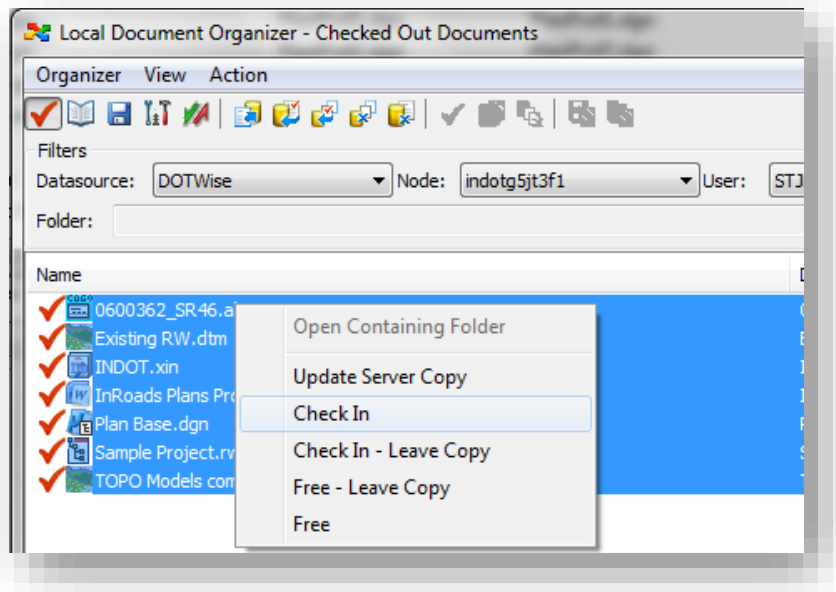 Local Document Organizer - Checked Out Documents
Organizer View Action
Filters
Datasource: DOTWise Node: indotg5jt3f1 User: STJ
Folder:
Name
0600362_SR46.a
Existing RW.dtm
INDOT.xin
InRoads Plans Pro
Plan Base.dgn
Sample Project.rw
TOPO Models com
Open Containing Folder
Update Server Copy
Check In
Check In - Leave Copy
Free - Leave Copy
Free